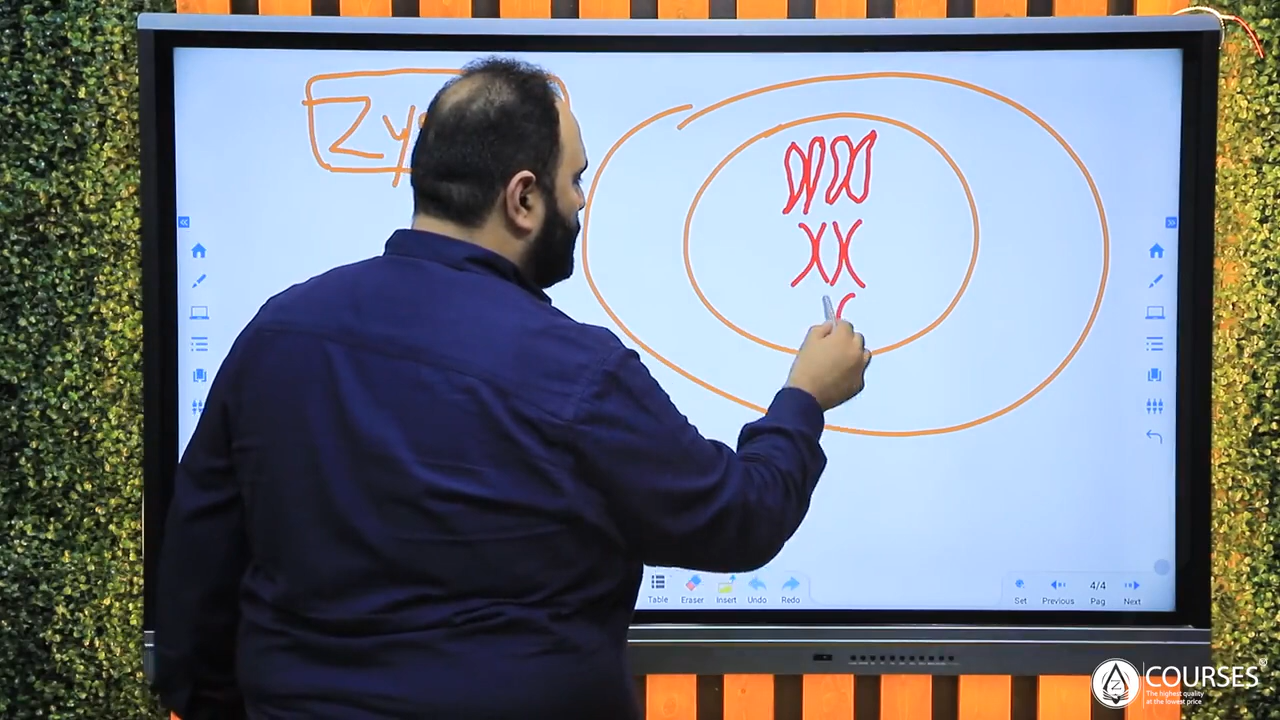 Zy
Table Eraser Insert Undo Redo
Set Previous 4/4 Pag Next
Z COURSES
The highest quality
at the lowest price